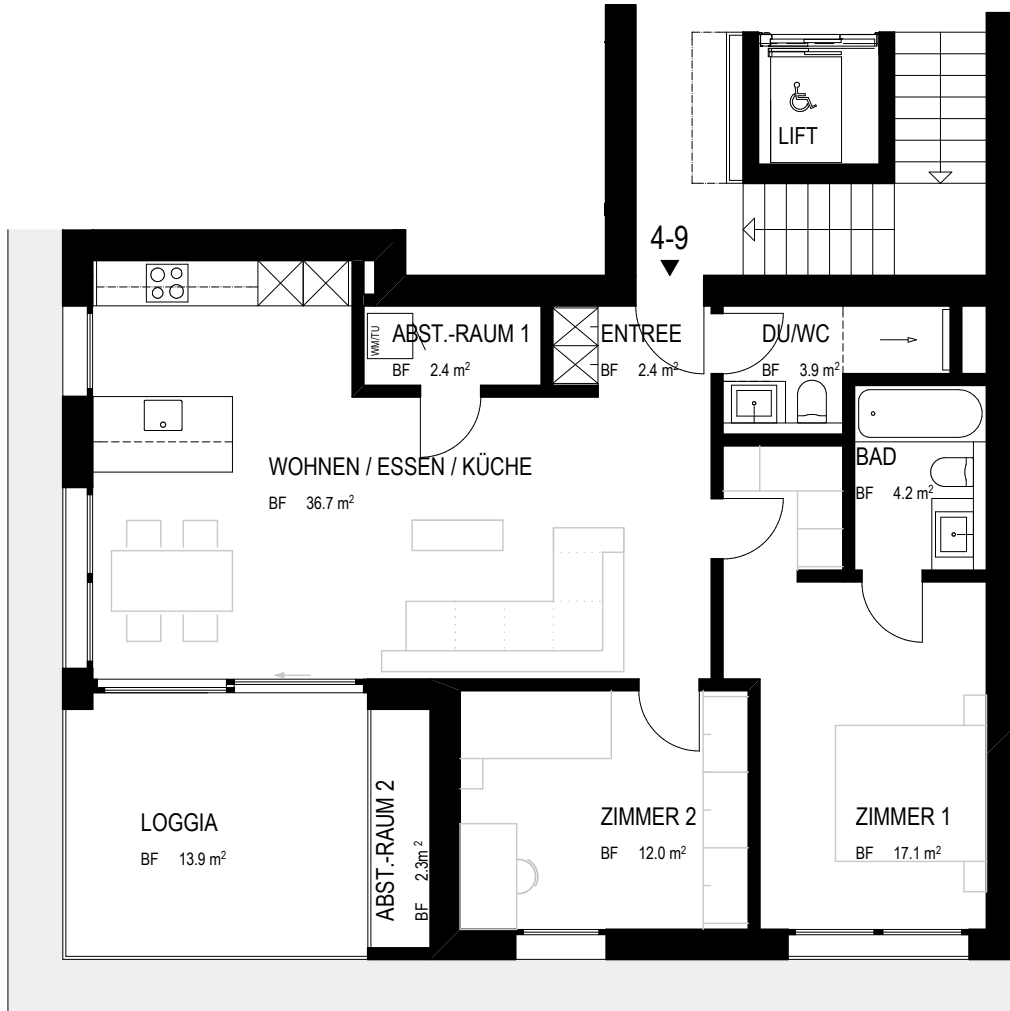 LIFT
4-9
WM/TU
ABST.-RAUM 1
BF 2.4 m²
ENTREE
BF 2.4 m²
DU/WC
BF 3.9 m²
WOHNEN / ESSEN / KÜCHE
BF 36.7 m²
BAD
BF 4.2 m²
LOGGIA
BF 13.9 m²
ABST.-RAUM 2
BF 2.3m²
ZIMMER 2
BF 12.0 m²
ZIMMER 1
BF 17.1 m²